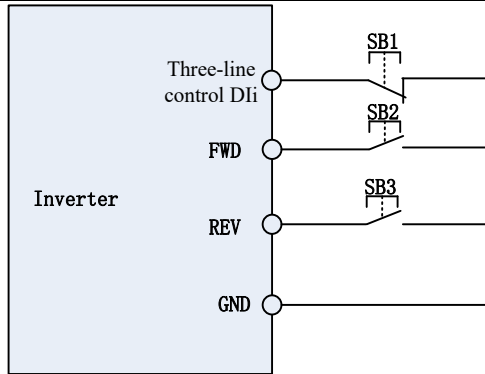 SB1
Three-line
control DIi
SB2
FWD
SB3
Inverter
REV
GND